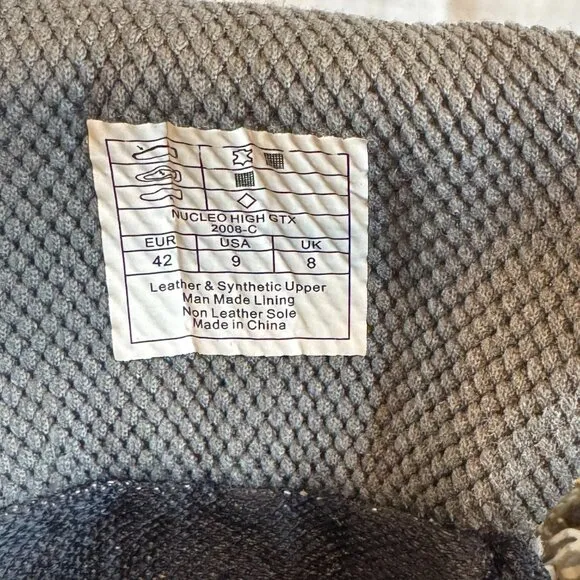 NUCLEO HIGH GTX
2008-C
EUR USA UK
42 9 8
Leather & Synthetic Upper
Man Made Lining
Non Leather Sole
Made in China